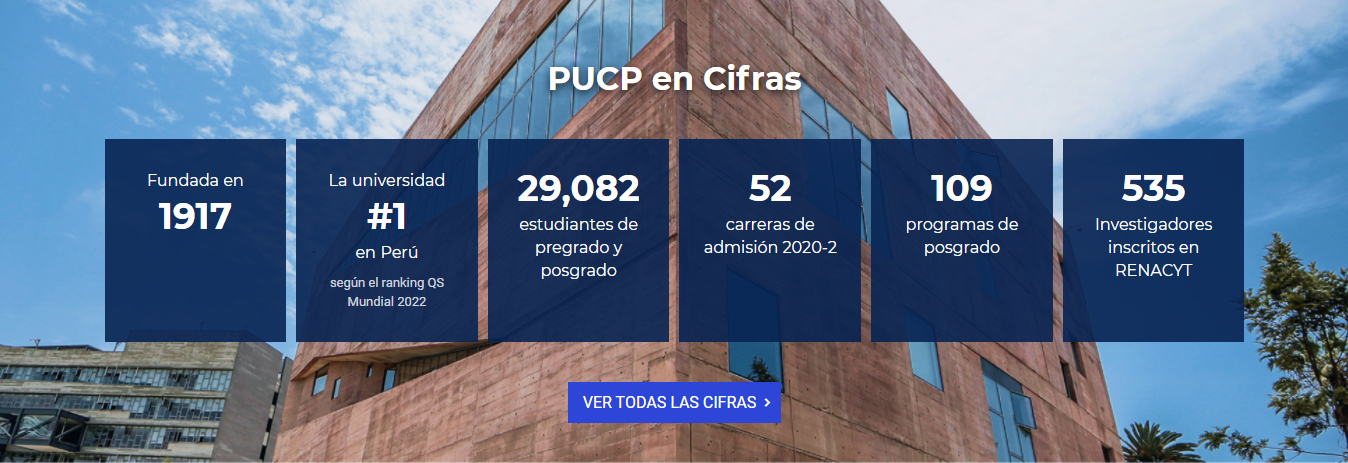 PUCP en Cifras
Fundada en
1917
La universidad
#1
en Perú
según el ranking QS
Mundial 2022
29,082
estudiantes de
pregrado y
posgrado
52
carreras de
admisión 2020-2
109
programas de
posgrado
535
Investigadores
inscritos en
RENACYT
VER TODAS LAS CIFRAS >